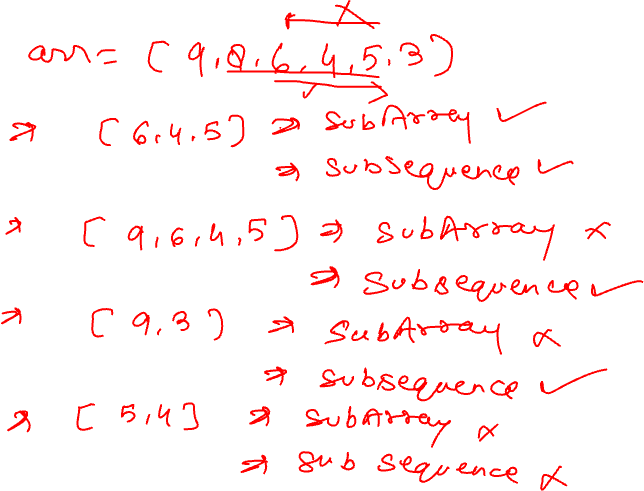 arr = [ 9, 8, 6, 4, 5, 3 ]
⇒ [ 6, 4, 5 ] ⇒ SubArray ✓
⇒ Subsequence ✓
⇒ [ 9, 6, 4, 5 ] ⇒ SubArray ×
⇒ Subsequence ✓
⇒ [ 9, 3 ] ⇒ SubArray ×
⇒ Subsequence ✓
⇒ [ 5, 4 ] ⇒ SubArray ×
⇒ Sub sequence ×